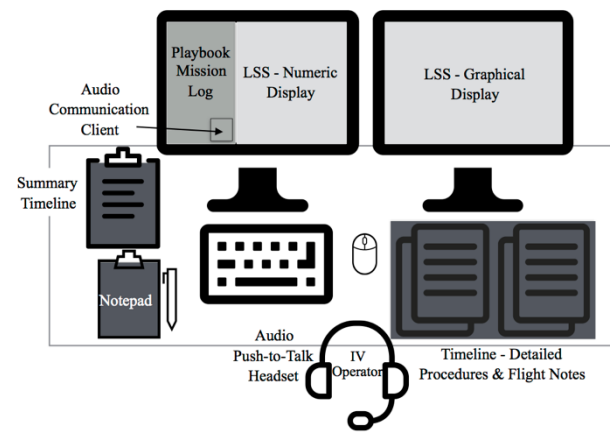 Playbook
Mission
Log
LSS - Numeric
Display
LSS - Graphical
Display
Audio
Communication
Client
Summary
Timeline
Notepad
Audio
Push-to-Talk
Headset
IV
Operator
Timeline - Detailed
Procedures & Flight Notes